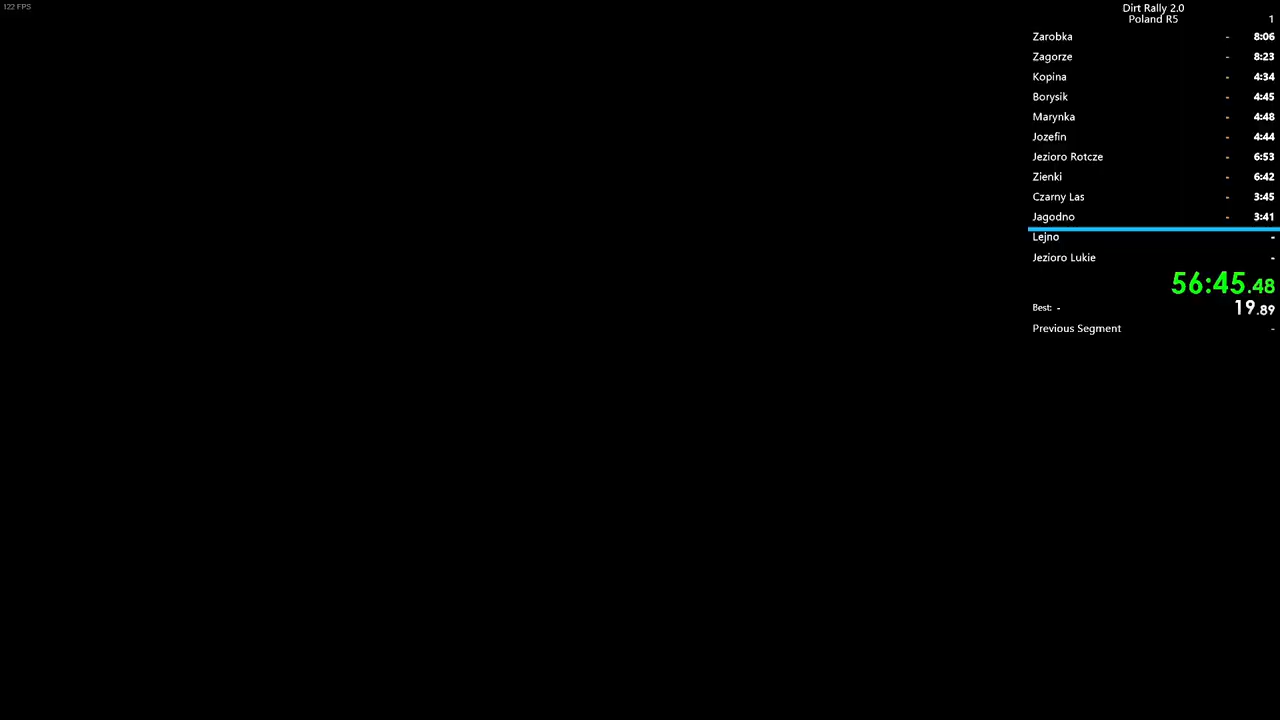 122 FPS
Dirt Rally 2.0
Poland R5 1
Zarobka - 8:06
Zagorze - 8:23
Kopina - 4:34
Borysik - 4:45
Marynka - 4:48
Jozefin - 4:44
Jezioro Rotcze - 6:53
Zienki - 6:42
Czarny Las - 3:45
Jagodno - 3:41
Lejno -
Jezioro Lukie -
56:45.48
Best: - 19.89
Previous Segment -